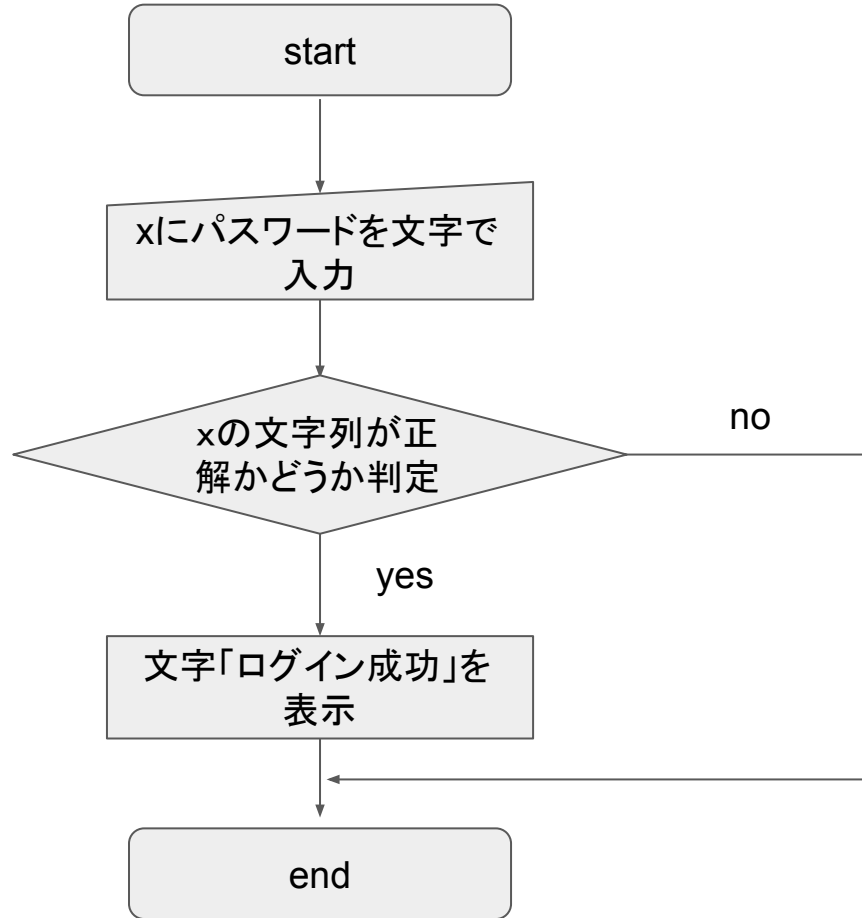 start
xにパスワードを文字で
入力
xの文字列が正
解かどうか判定
no
yes
文字「ログイン成功」を
表示
end